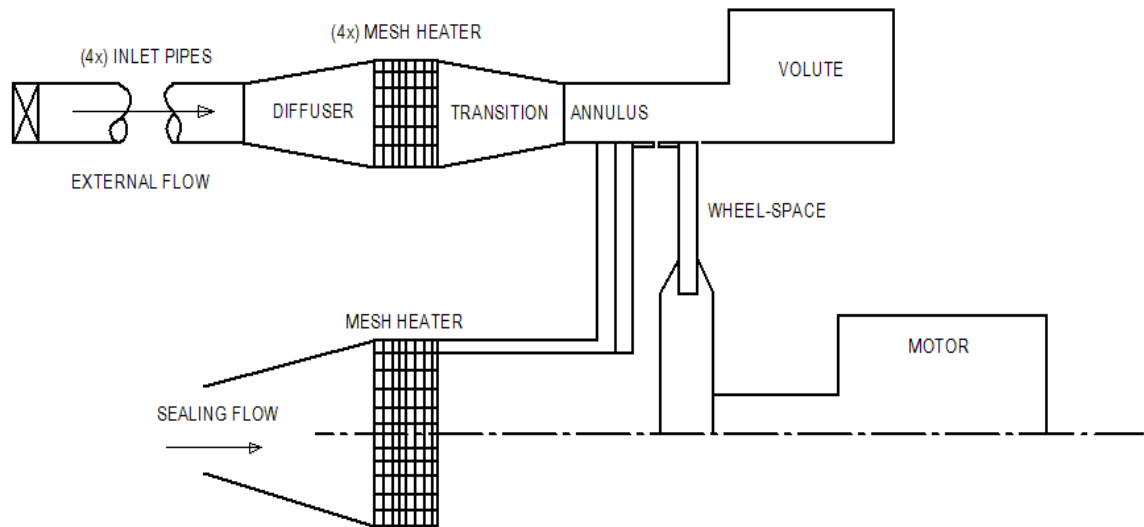 (4x) MESH HEATER
(4x) INLET PIPES
VOLUTE
DIFFUSER
TRANSITION
ANNULUS
EXTERNAL FLOW
WHEEL-SPACE
MESH HEATER
MOTOR
SEALING FLOW